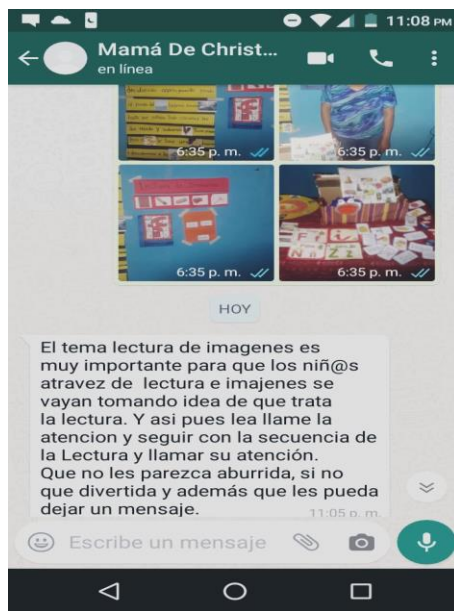 11:08 PM
Mamá De Christ...
en línea
6:35 p. m.
6:35 p. m.
6:35 p. m.
6:35 p. m.
HOY
El tema lectura de imagenes es
muy importante para que los niñ@s
atravez de lectura e imajenes se
vayan tomando idea de que trata
la lectura. Y asi pues lea llame la
atencion y seguir con la secuencia de
la Lectura y llamar su atención.
Que no les parezca aburrida, si no
que divertida y además que les pueda
dejar un mensaje.
11:05 p. m.
Escribe un mensaje